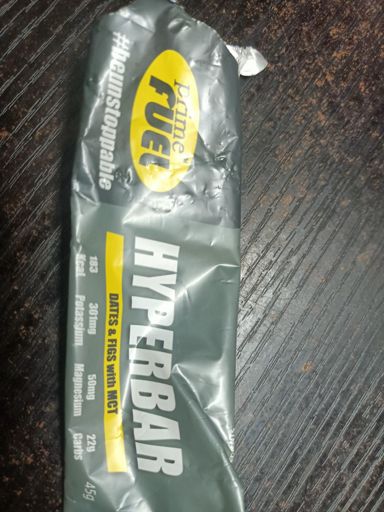 #beunstoppable
prime
FUEL
HYPERBAR
DATES & FIGS with MCT
183
Kcal
301mg
Potassium
50mg
Magnesium
22g
Carbs
45g